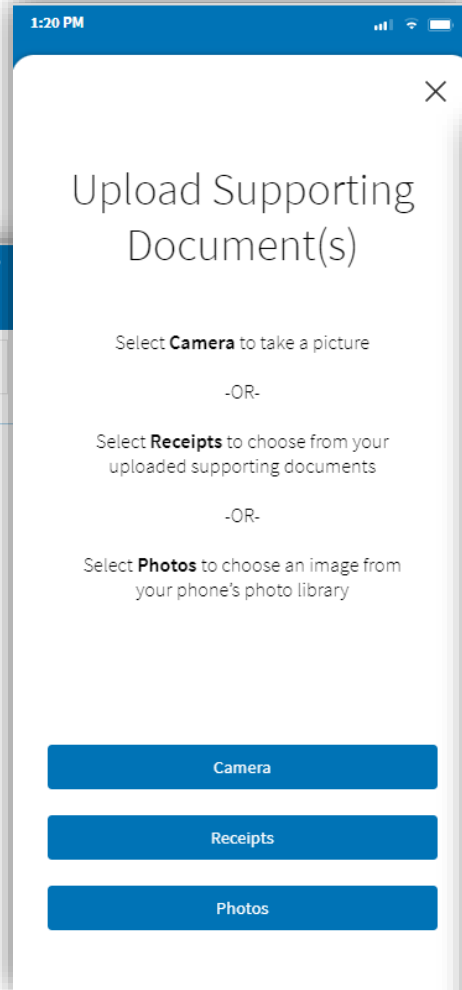 1:20 PM
Upload Supporting
Document(s)
Select Camera to take a picture
-OR-
Select Receipts to choose from your
uploaded supporting documents
-OR-
Select Photos to choose an image from
your phone's photo library
Camera
Receipts
Photos